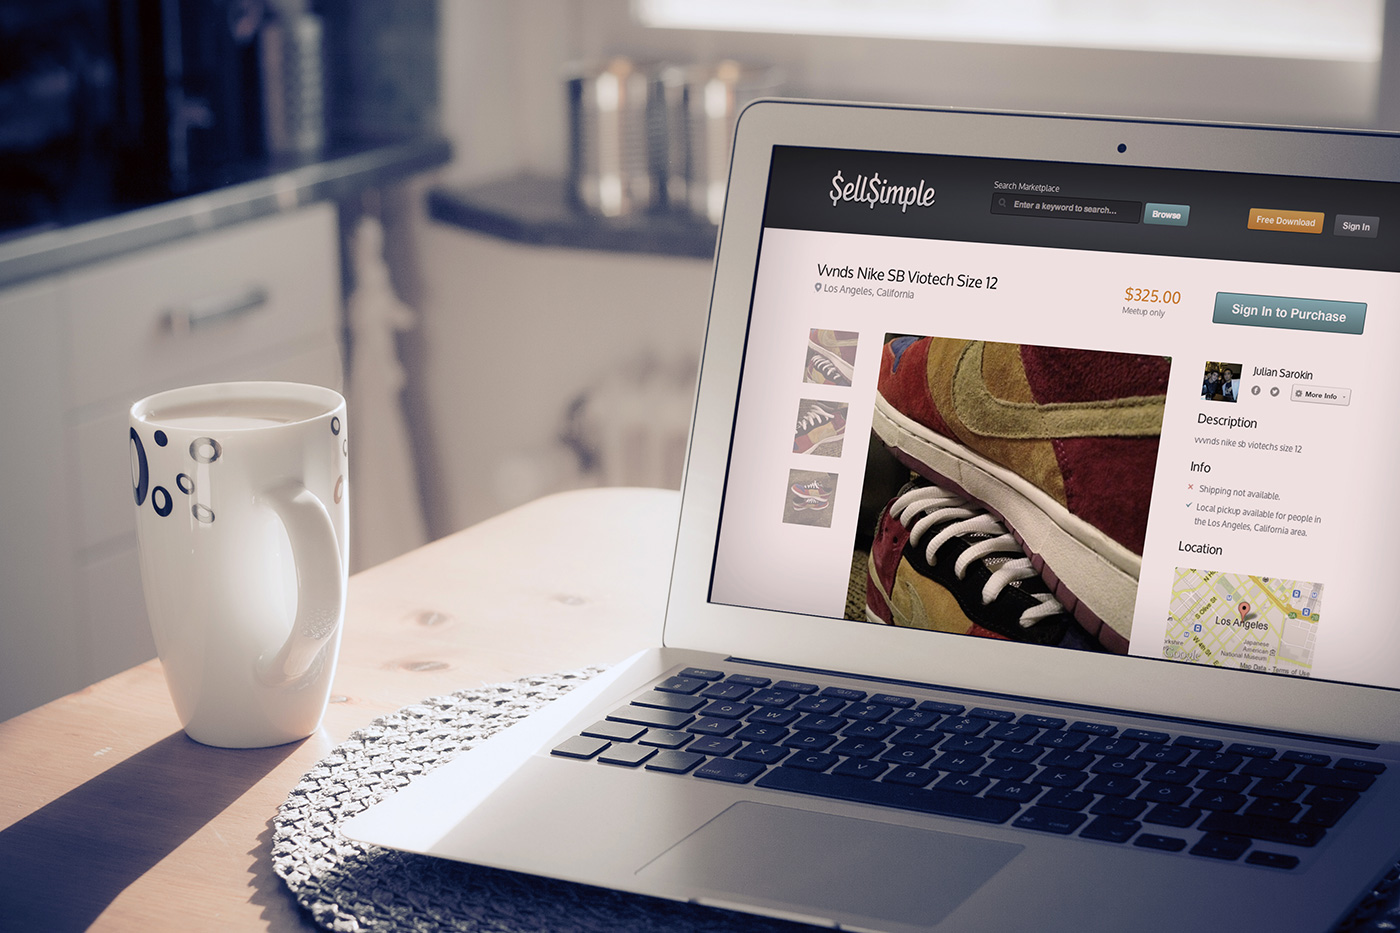 $ell$imple
Search Marketplace
Enter a keyword to search...
Browse
Free Download
Sign In
Vvnds Nike SB Viotech Size 12
Los Angeles, California
$325.00
Meetup only
Sign In to Purchase
Julian Sarokin
More Info
Description
vvvnds nike sb viotechs size 12
Info
Shipping not available.
Local pickup available for people in
the Los Angeles, California area.
Location
Los Angeles
Japanese
American
National Museum
Google
Map Data - Terms of Use